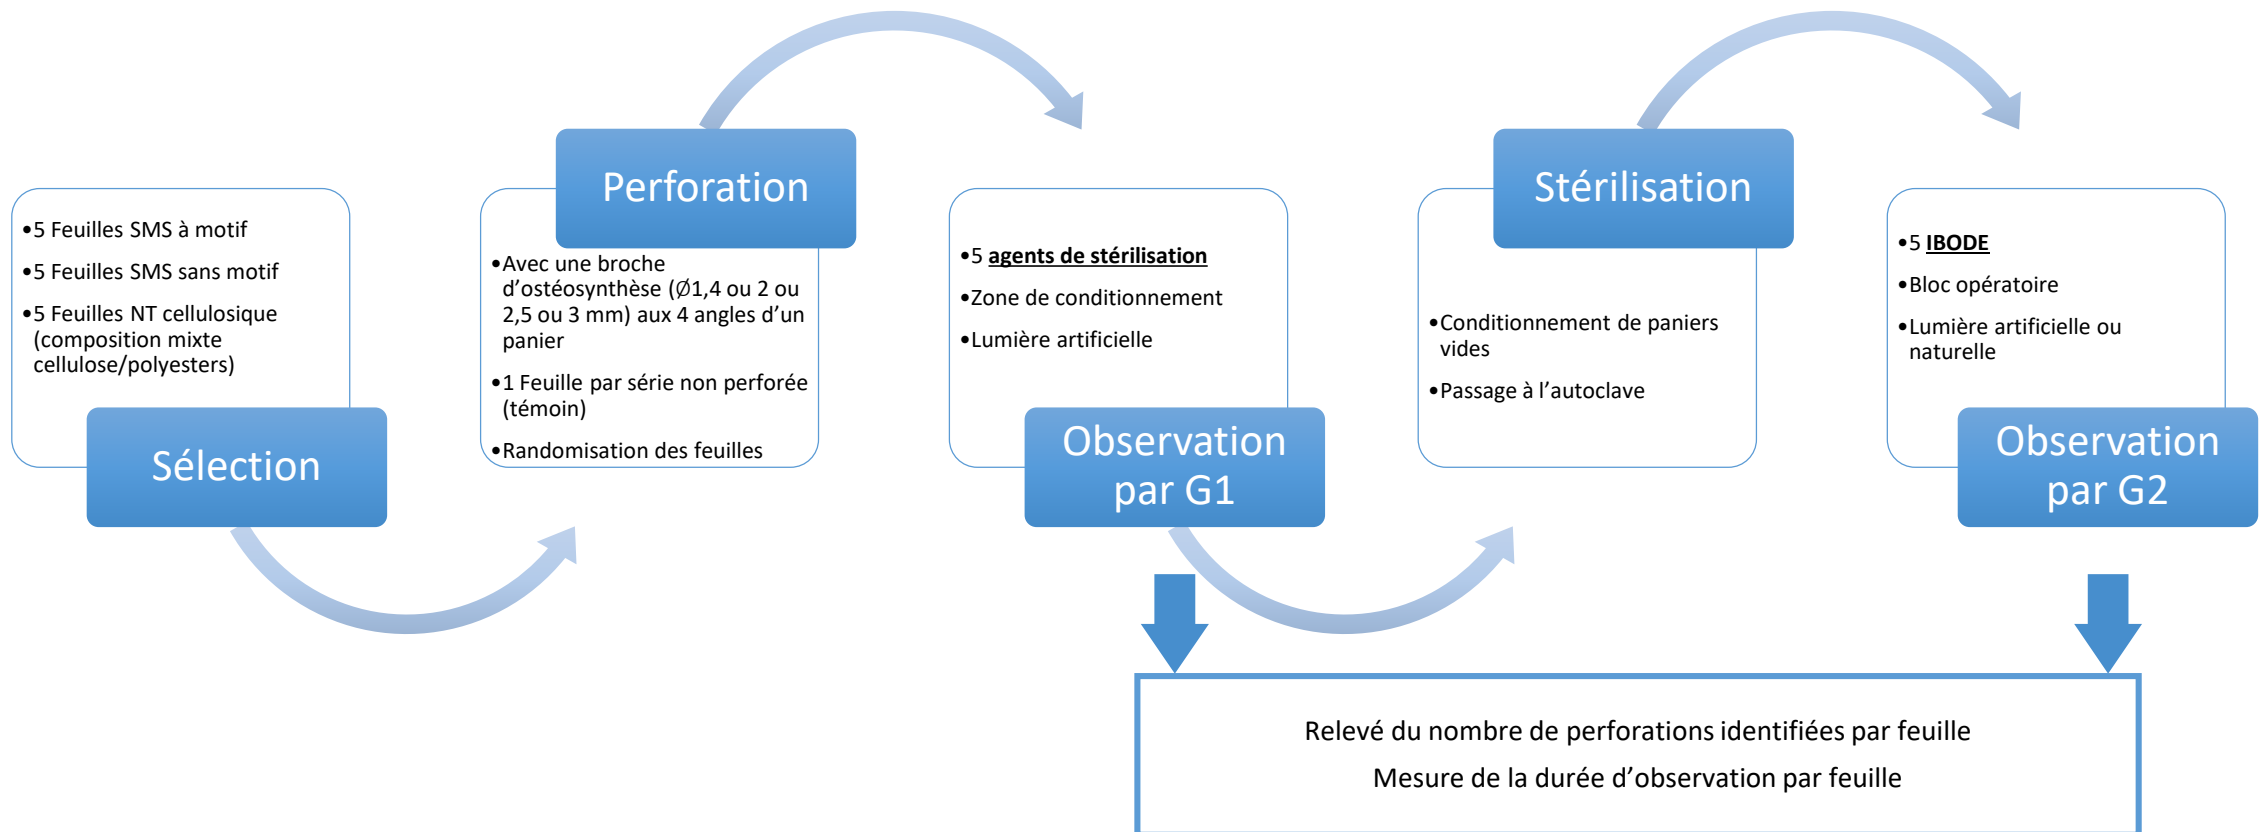 •5 Feuilles SMS à motif
•5 Feuilles SMS sans motif
•5 Feuilles NT cellulosique
(composition mixte
cellulose/polyesters)
Sélection
Perforation
•Avec une broche
d’ostéosynthèse (Ø1,4 ou 2 ou
2,5 ou 3 mm) aux 4 angles d’un
panier
•1 Feuille par série non perforée
(témoin)
•Randomisation des feuilles
•5 agents de stérilisation
•Zone de conditionnement
•Lumière artificielle
Observation
par G1
Stérilisation
•Conditionnement de paniers
vides
•Passage à l’autoclave
•5 IBODE
•Bloc opératoire
•Lumière artificielle ou
naturelle
Observation
par G2
Relevé du nombre de perforations identifiées par feuille
Mesure de la durée d’observation par feuille